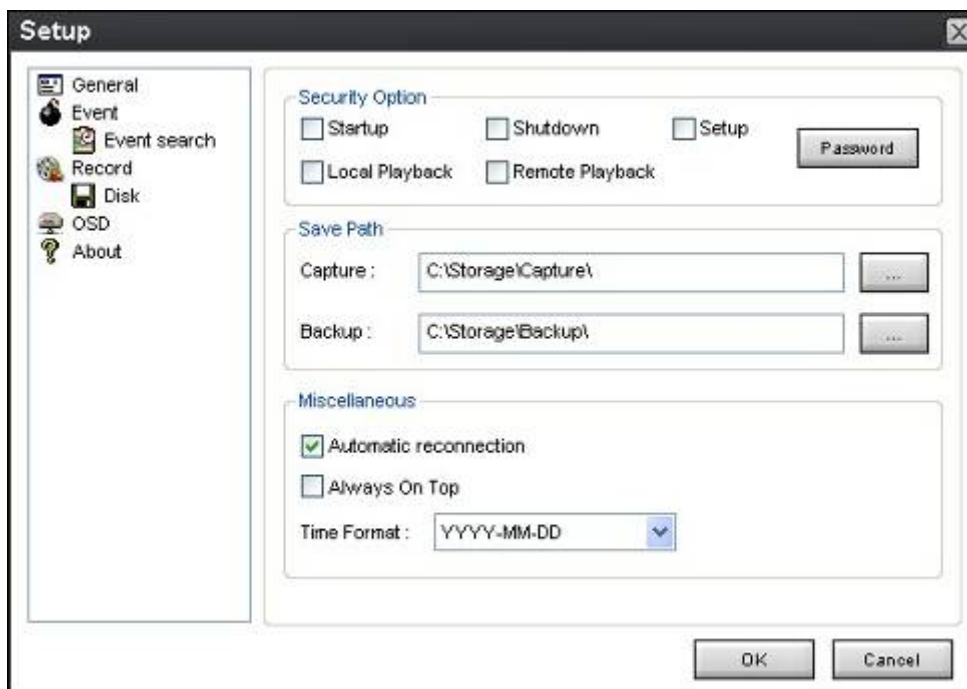 Setup
General
Event
Event search
Record
Disk
OSD
About
Security Option
Startup
Shutdown
Setup
Password
Local Playback
Remote Playback
Save Path
Capture :
C:\Storage\Capture\
...
Backup :
C:\Storage\Backup\
...
Miscellaneous
Automatic reconnection
Always On Top
Time Format :
YYYY-MM-DD
OK
Cancel